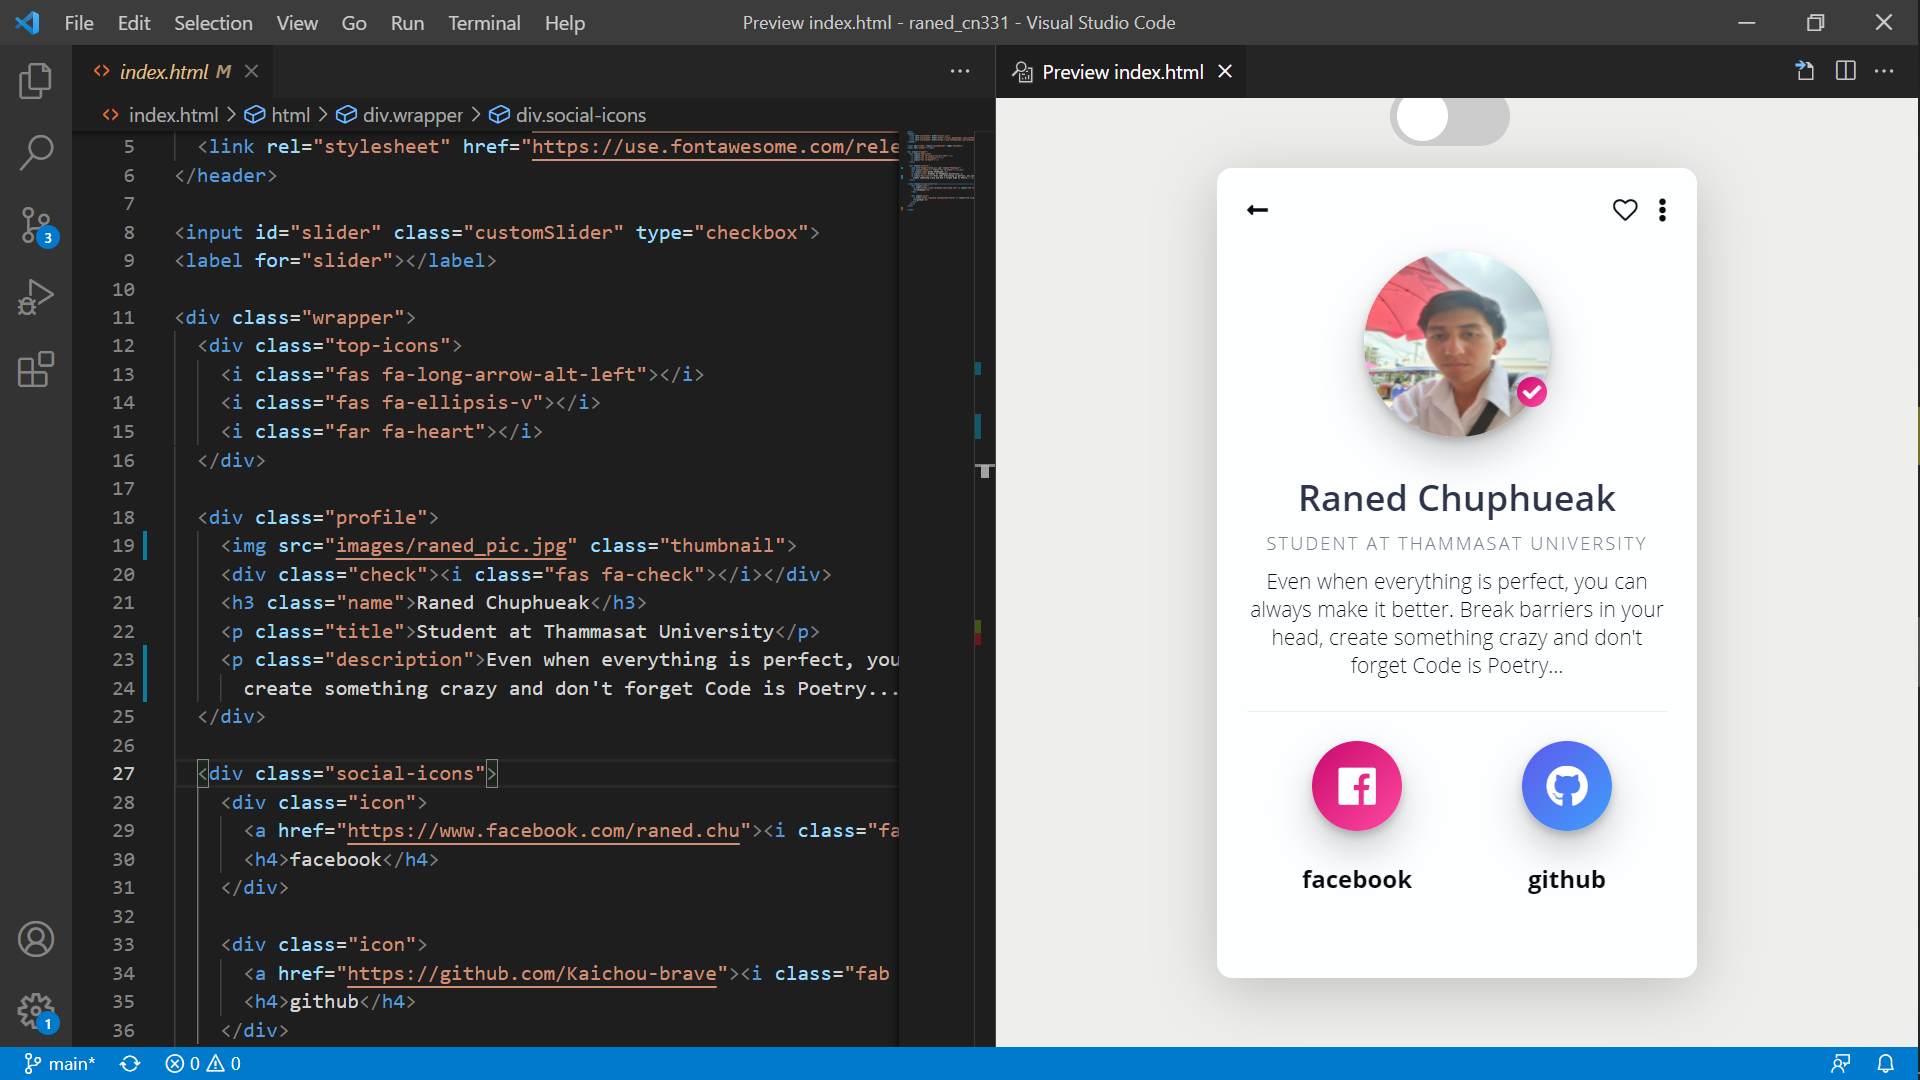 File Edit Selection View Go Run Terminal Help
Preview index.html - raned_cn331 - Visual Studio Code
index.html M
index.html > html > div.wrapper > div.social-icons
5 <link rel="stylesheet" href="https://use.fontawesome.com/rele
6 </header>
7
8 <input id="slider" class="customSlider" type="checkbox">
9 <label for="slider"></label>
10
11 <div class="wrapper">
12 <div class="top-icons">
13 <i class="fas fa-long-arrow-alt-left"></i>
14 <i class="fas fa-ellipsis-v"></i>
15 <i class="far fa-heart"></i>
16 </div>
17
18 <div class="profile">
19 <img src="images/raned_pic.jpg" class="thumbnail">
20 <div class="check"><i class="fas fa-check"></i></div>
21 <h3 class="name">Raned Chuphueak</h3>
22 <p class="title">Student at Thammasat University</p>
23 <p class="description">Even when everything is perfect, you
24 create something crazy and don't forget Code is Poetry...
25 </div>
26
27 <div class="social-icons">
28 <div class="icon">
29 <a href="https://www.facebook.com/raned.chu"><i class="fa
30 <h4>facebook</h4>
31 </div>
32
33 <div class="icon">
34 <a href="https://github.com/Kaichou-brave"><i class="fab
35 <h4>github</h4>
36 </div>
3
1
main*
0 0
Preview index.html
Raned Chuphueak
STUDENT AT THAMMASAT UNIVERSITY
Even when everything is perfect, you can
always make it better. Break barriers in your
head, create something crazy and don't
forget Code is Poetry...
facebook
github